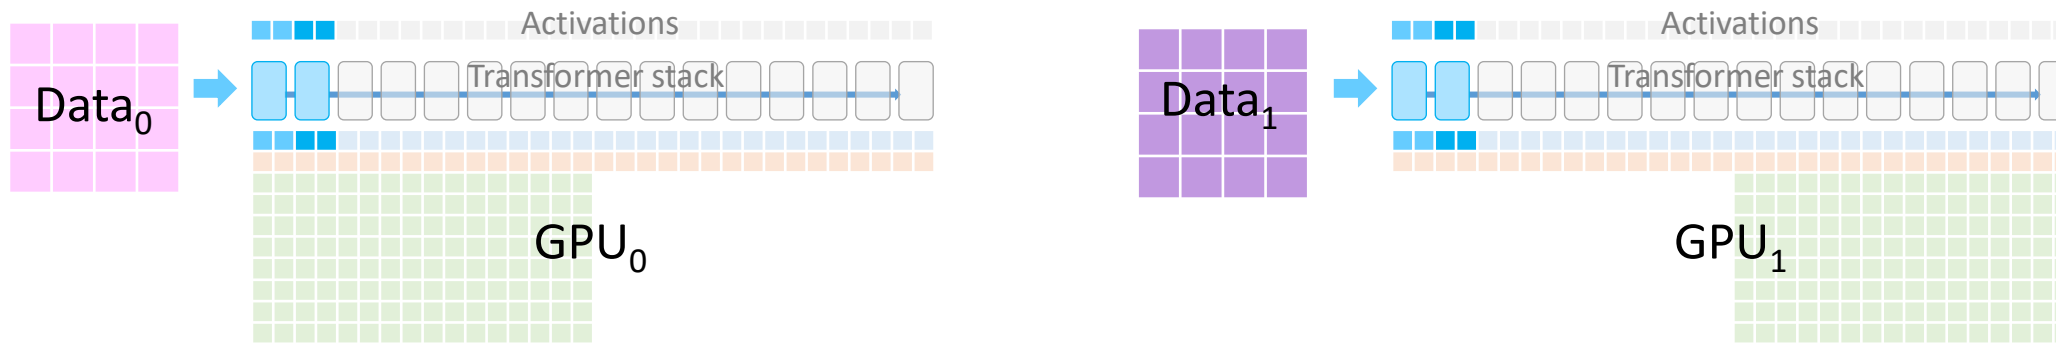 Activations
Transformer stack
Data₀
GPU₀
Activations
Transformer stack
Data₁
GPU₁